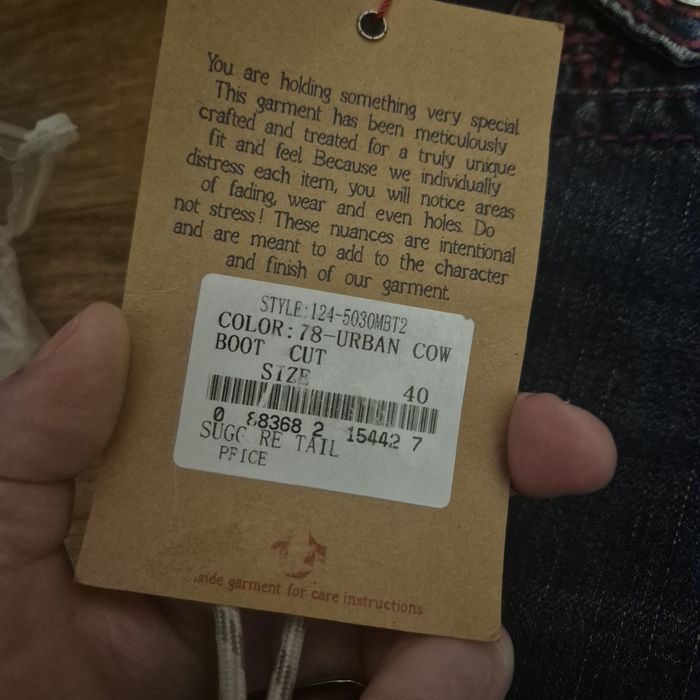 You are holding something very special.
This garment has been meticulously
crafted and treated for a truly unique
fit and feel. Because we individually
distress each item, you will notice areas
of fading, wear and even holes. Do
not stress! These nuances are intentional
and are meant to add to the character
and finish of our garment.
STYLE:124-5030MBT2
COLOR:78-URBAN COW
BOOT CUT
SIZE 40
0 88368 2 15442 7
SUGG RE TAIL
PRICE
side garment for care instructions